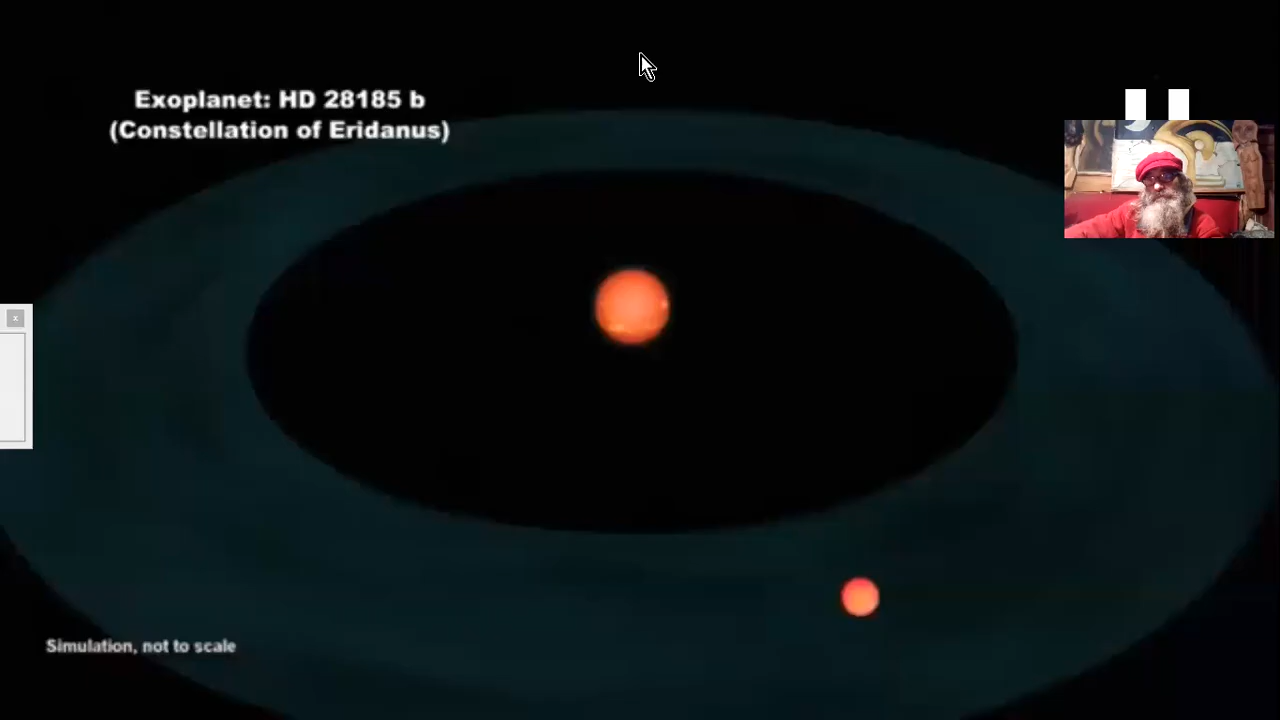 Exoplanet: HD 28185 b
(Constellation of Eridanus)
x
Simulation, not to scale